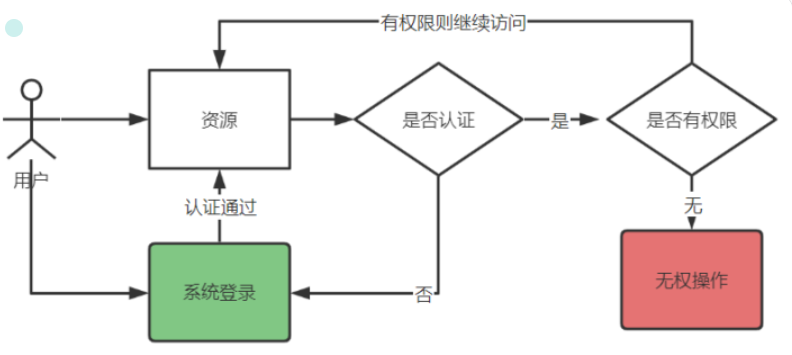 有权限则继续访问
资源
是否认证
是
是否有权限
用户
认证通过
无
系统登录
否
无权操作